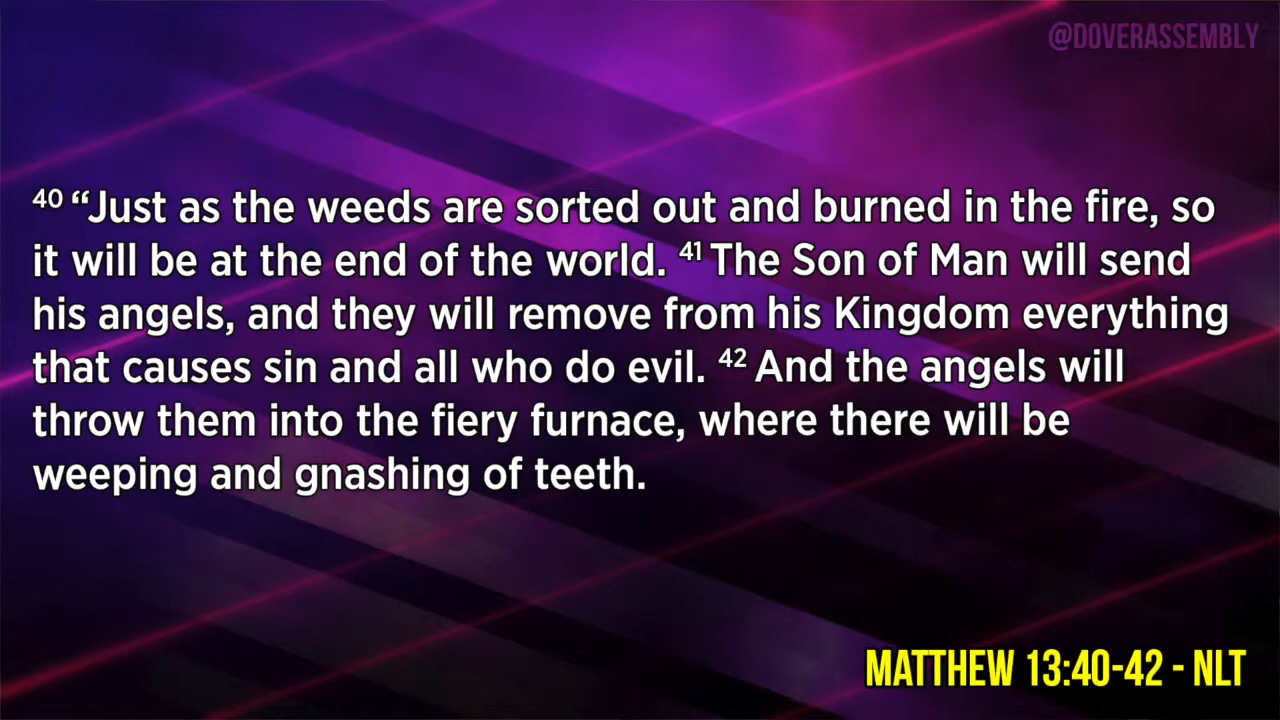 @DOVERASSEMBLY
40 “Just as the weeds are sorted out and burned in the fire, so
it will be at the end of the world. 41 The Son of Man will send
his angels, and they will remove from his Kingdom everything
that causes sin and all who do evil. 42 And the angels will
throw them into the fiery furnace, where there will be
weeping and gnashing of teeth.
MATTHEW 13:40-42 - NLT